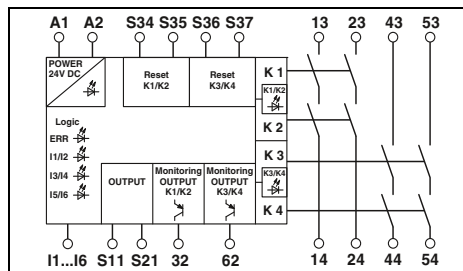 A1 A2 S34 S35 S36 S37 13 23 43 53
POWER
24V DC
Reset
K1/K2
Reset
K3/K4
K 1
K1/K2
K 2
Logic
ERR
I1/I2
I3/I4
I5/I6
K 3
K3/K4
K 4
OUTPUT
Monitoring
OUTPUT
K1/K2
Monitoring
OUTPUT
K3/K4
I1...I6 S11 S21 32 62 14 24 44 54